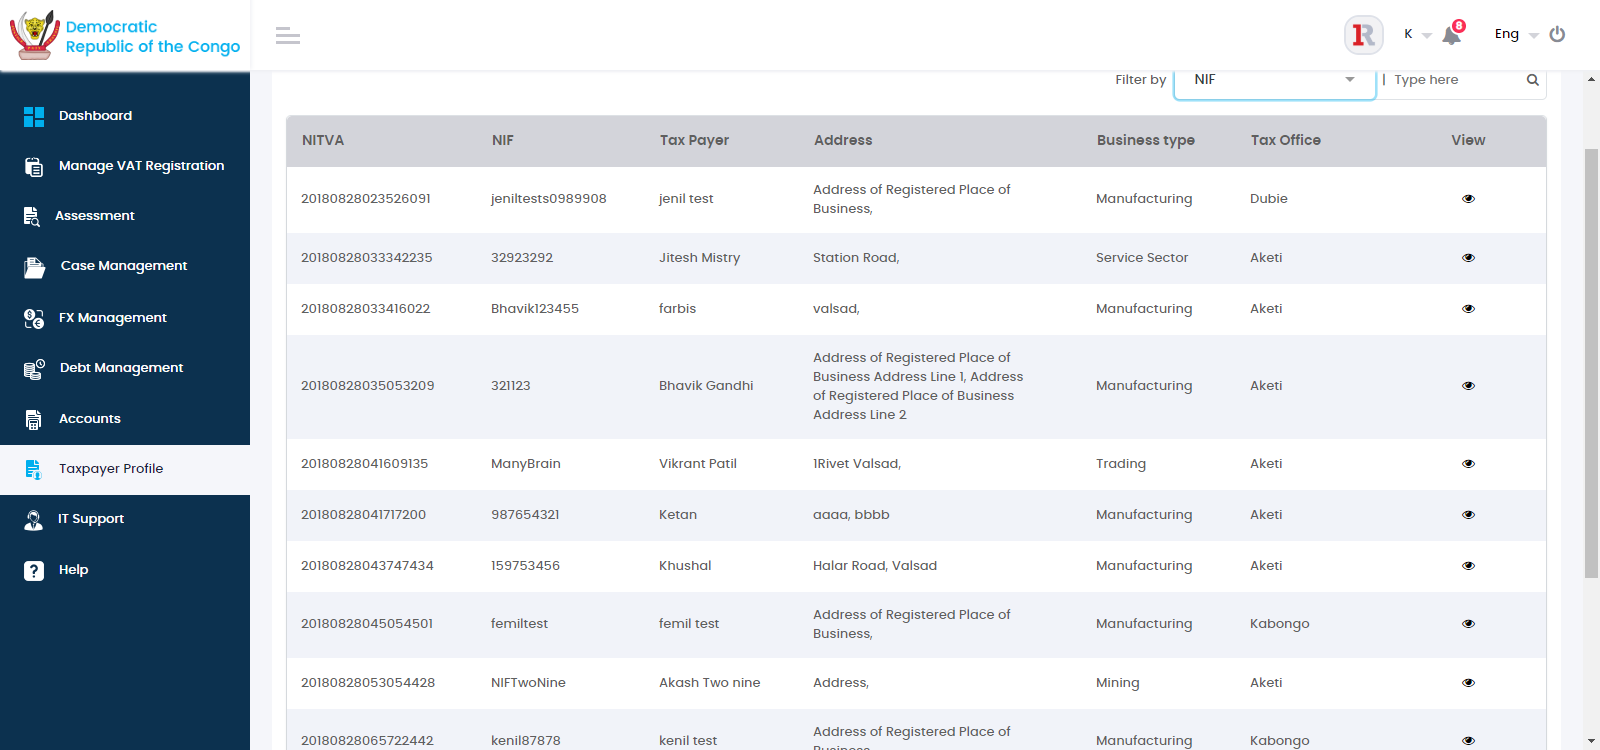 Democratic
Republic of the Congo
1R
K
8
Eng
Dashboard
Manage VAT Registration
Assessment
Case Management
FX Management
Debt Management
Accounts
Taxpayer Profile
IT Support
Help
Filter by NIF Type here
NITVA NIF Tax Payer Address Business type Tax Office View
20180828023526091 jeniltests0989908 jenil test Address of Registered Place of Business, Manufacturing Dubie
20180828033342235 32923292 Jitesh Mistry Station Road, Service Sector Aketi
20180828033416022 Bhavik123455 farbis valsad, Manufacturing Aketi
20180828035053209 321123 Bhavik Gandhi Address of Registered Place of Business Address Line 1, Address of Registered Place of Business Address Line 2 Manufacturing Aketi
20180828041609135 ManyBrain Vikrant Patil 1Rivet Valsad, Trading Aketi
20180828041717200 987654321 Ketan aaaa, bbbb Manufacturing Aketi
20180828043747434 159753456 Khushal Halar Road, Valsad Manufacturing Aketi
20180828045054501 femiltest femil test Address of Registered Place of Business, Manufacturing Kabongo
20180828053054428 NIFTwoNine Akash Two nine Address, Mining Aketi
20180828065722442 kenil87878 kenil test Address of Registered Place of Business, Manufacturing Kabongo